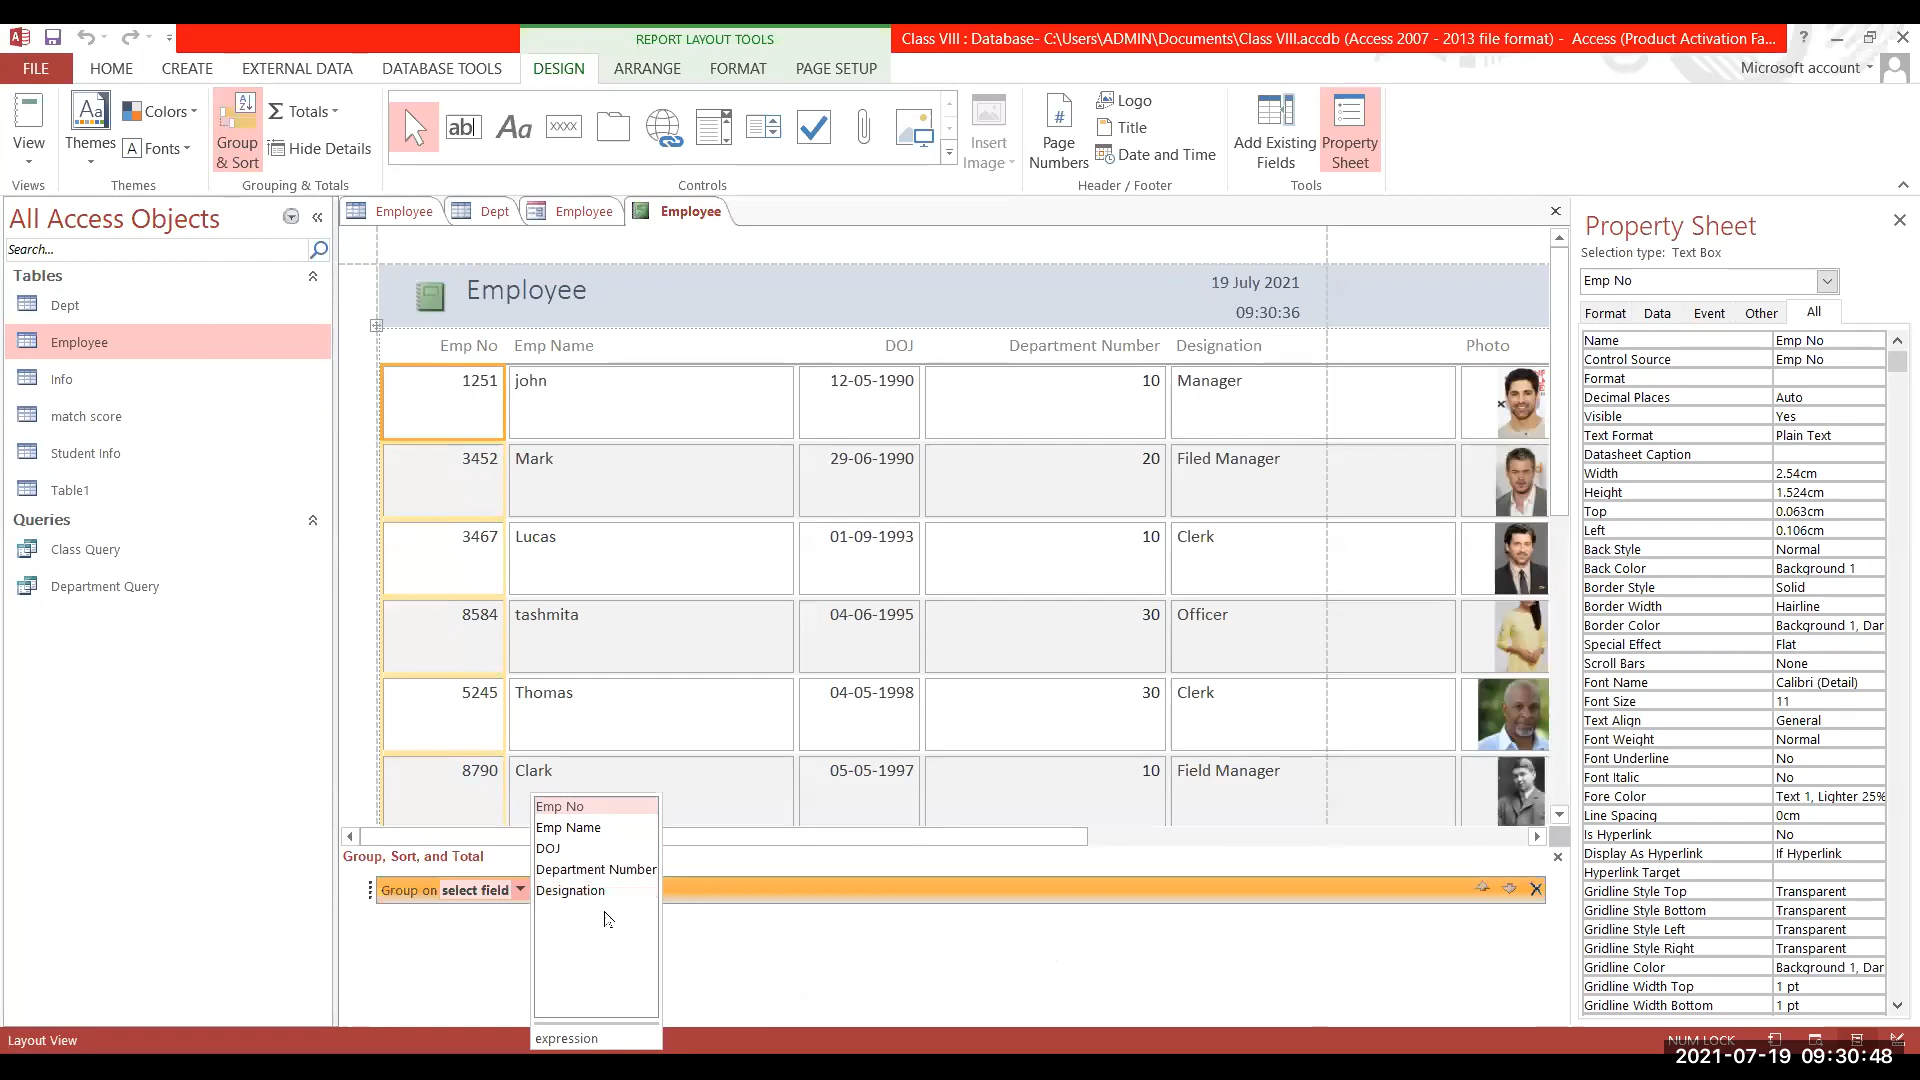 REPORT LAYOUT TOOLS
Class VIII : Database- C:\Users\ADMIN\Documents\Class VIII.accdb (Access 2007 - 2013 file format) - Access (Product Activation Fa...
?
FILE HOME CREATE EXTERNAL DATA DATABASE TOOLS DESIGN ARRANGE FORMAT PAGE SETUP Microsoft account
View
Themes
Aa
Colors
A Fonts
Group & Sort
Σ Totals
Hide Details
ab|
Aa
XXXX
Insert Image
#
Page Numbers
Logo
Title
Date and Time
Add Existing Fields
Property Sheet
Views Themes Grouping & Totals Controls Header / Footer Tools
All Access Objects
Search...
Tables
Dept
Employee
Info
match score
Student Info
Table1
Queries
Class Query
Department Query
Employee Dept Employee Employee
Employee
19 July 2021
09:30:36
Emp No Emp Name DOJ Department Number Designation Photo
1251 john 12-05-1990 10 Manager
3452 Mark 29-06-1990 20 Filed Manager
3467 Lucas 01-09-1993 10 Clerk
8584 tashmita 04-06-1995 30 Officer
5245 Thomas 04-05-1998 30 Clerk
8790 Clark 05-05-1997 10 Field Manager
Emp No
Emp Name
DOJ
Department Number
Designation
expression
Group, Sort, and Total
Group on select field
Property Sheet
Selection type: Text Box
Emp No
Format Data Event Other All
Name Emp No
Control Source Emp No
Format
Decimal Places Auto
Visible Yes
Text Format Plain Text
Datasheet Caption
Width 2.54cm
Height 1.524cm
Top 0.063cm
Left 0.106cm
Back Style Normal
Back Color Background 1
Border Style Solid
Border Width Hairline
Border Color Background 1, Dar
Special Effect Flat
Scroll Bars None
Font Name Calibri (Detail)
Font Size 11
Text Align General
Font Weight Normal
Font Underline No
Font Italic No
Fore Color Text 1, Lighter 25%
Line Spacing 0cm
Is Hyperlink No
Display As Hyperlink If Hyperlink
Hyperlink Target
Gridline Style Top Transparent
Gridline Style Bottom Transparent
Gridline Style Left Transparent
Gridline Style Right Transparent
Gridline Color Background 1, Dar
Gridline Width Top 1 pt
Gridline Width Bottom 1 pt
Layout View
NUM LOCK
2021-07-19 09:30:48